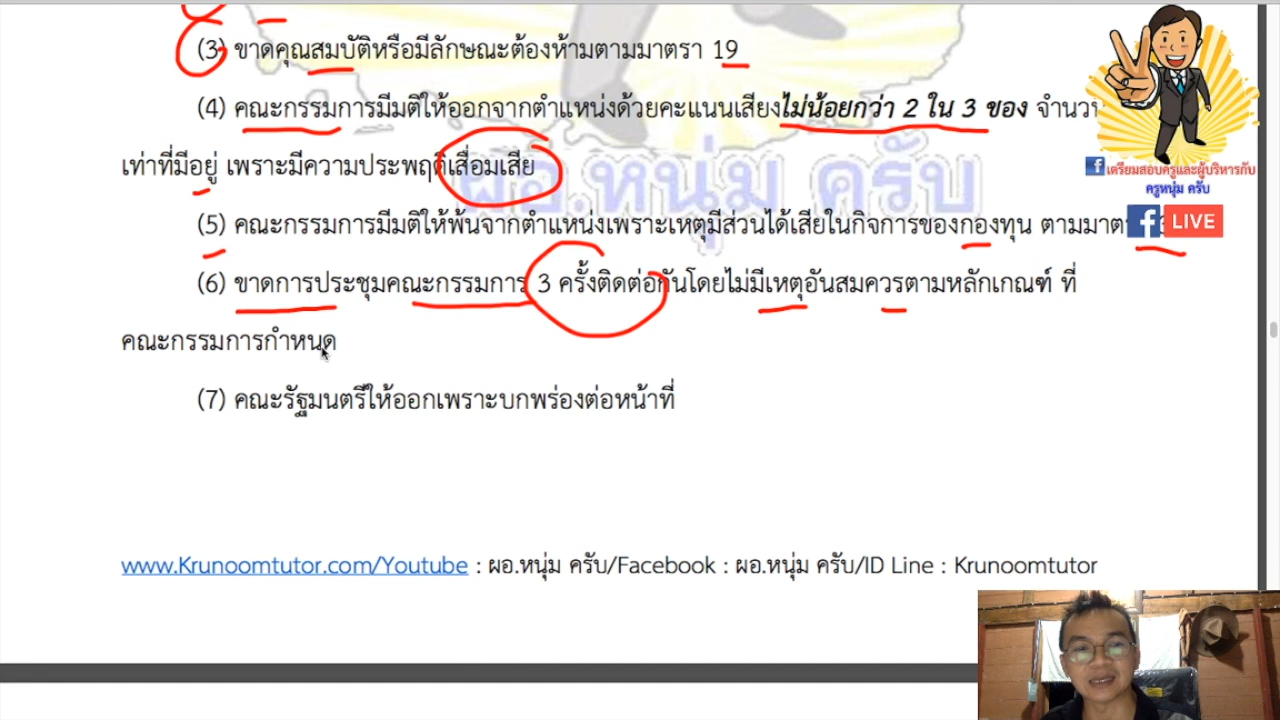 (3) ขาดคุณสมบัติหรือมีลักษณะต้องห้ามตามมาตรา 19
(4) คณะกรรมการมีมติให้ออกจากตำแหน่งด้วยคะแนนเสียงไม่น้อยกว่า 2 ใน 3 ของ
เท่าที่มีอยู่ เพราะมีความประพฤติเสื่อมเสีย
(5) คณะกรรมการมีมติให้พ้นจากตำแหน่งเพราะเหตุมีส่วนได้เสียในกิจการของกองทุน
(6) ขาดการประชุมคณะกรรมการ 3 ครั้งติดต่อกันโดยไม่มีเหตุอันสมควรตามหลักเกณฑ์ ที่
คณะกรรมการกำหนด
(7) คณะรัฐมนตรีให้ออกเพราะบกพร่องต่อหน้าที่
www.Krunoomtutor.com/Youtube : ผอ.หนุ่ม ครับ/Facebook : ผอ.หนุ่ม ครับ/ID Line : Krunoomtutor
ผอ.หนุ่ม ครับ
f เตรียมสอบครูและผู้บริหารกับ
ครูหนุ่ม ครับ
f LIVE